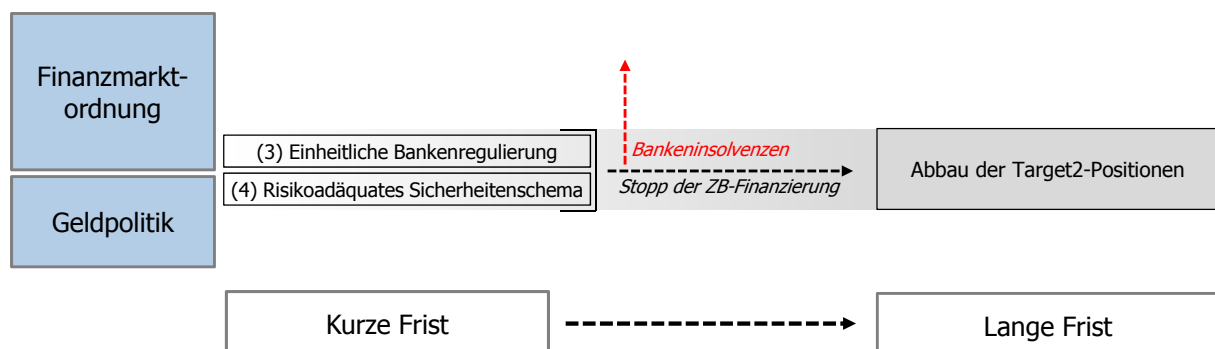 Finanzmarkt-
ordnung
(3) Einheitliche Bankenregulierung
Bankeninsolvenzen
(4) Risikoadäquates Sicherheitenschema
Stopp der ZB-Finanzierung
Abbau der Target2-Positionen
Geldpolitik
Kurze Frist
Lange Frist